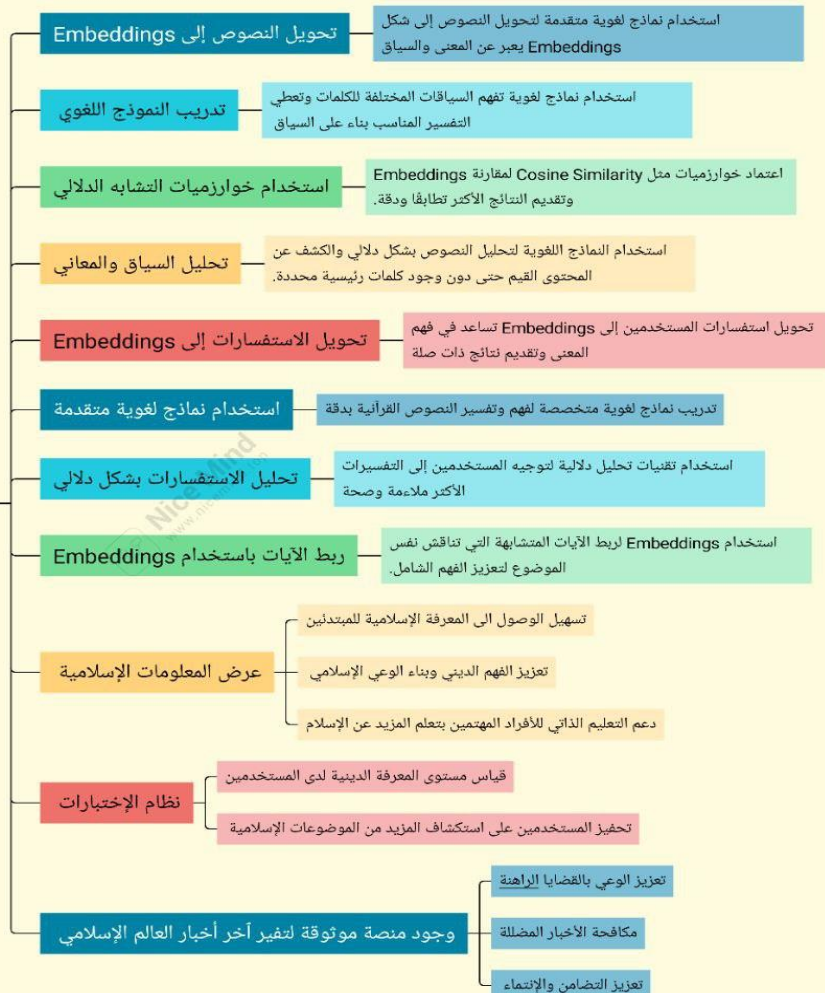 تحويل النصوص إلى Embeddings
استخدام نماذج لغوية متقدمة لتحويل النصوص إلى شكل
Embeddings يعبر عن المعنى والسياق
تدريب النموذج اللغوي
استخدام نماذج لغوية تفهم السياقات المختلفة للكلمات وتعطي
التفسير المناسب بناء على السياق
استخدام خوارزميات التشابه الدلالي
اعتماد خوارزميات مثل Cosine Similarity لمقارنة Embeddings
وتقديم النتائج الأكثر تطابقًا ودقة.
تحليل السياق والمعاني
استخدام النماذج اللغوية لتحليل النصوص بشكل دلالي والكشف عن
المحتوى القيم حتى دون وجود كلمات رئيسية محددة.
تحويل الاستفسارات إلى Embeddings
تحويل استفسارات المستخدمين إلى Embeddings تساعد في فهم
المعنى وتقديم نتائج ذات صلة
استخدام نماذج لغوية متقدمة
تدريب نماذج لغوية متخصصة لفهم وتفسير النصوص القرآنية بدقة
تحليل الاستفسارات بشكل دلالي
استخدام تقنيات تحليل دلالية لتوجيه المستخدمين إلى التفسيرات
الأكثر ملاءمة وصحة
ربط الآيات باستخدام Embeddings
استخدام Embeddings لربط الآيات المتشابهة التي تناقش نفس
الموضوع لتعزيز الفهم الشامل.
عرض المعلومات الإسلامية
تسهيل الوصول الى المعرفة الإسلامية للمبتدئين
تعزيز الفهم الديني وبناء الوعي الإسلامي
دعم التعليم الذاتي للأفراد المهتمين بتعلم المزيد عن الإسلام
نظام الإختبارات
قياس مستوى المعرفة الدينية لدى المستخدمين
تحفيز المستخدمين على استكشاف المزيد من الموضوعات الإسلامية
وجود منصة موثوقة لتفير آخر أخبار العالم الإسلامي
تعزيز الوعي بالقضايا الراهنة
مكافحة الأخبار المضللة
تعزيز التضامن والإنتماء
Nice Mind